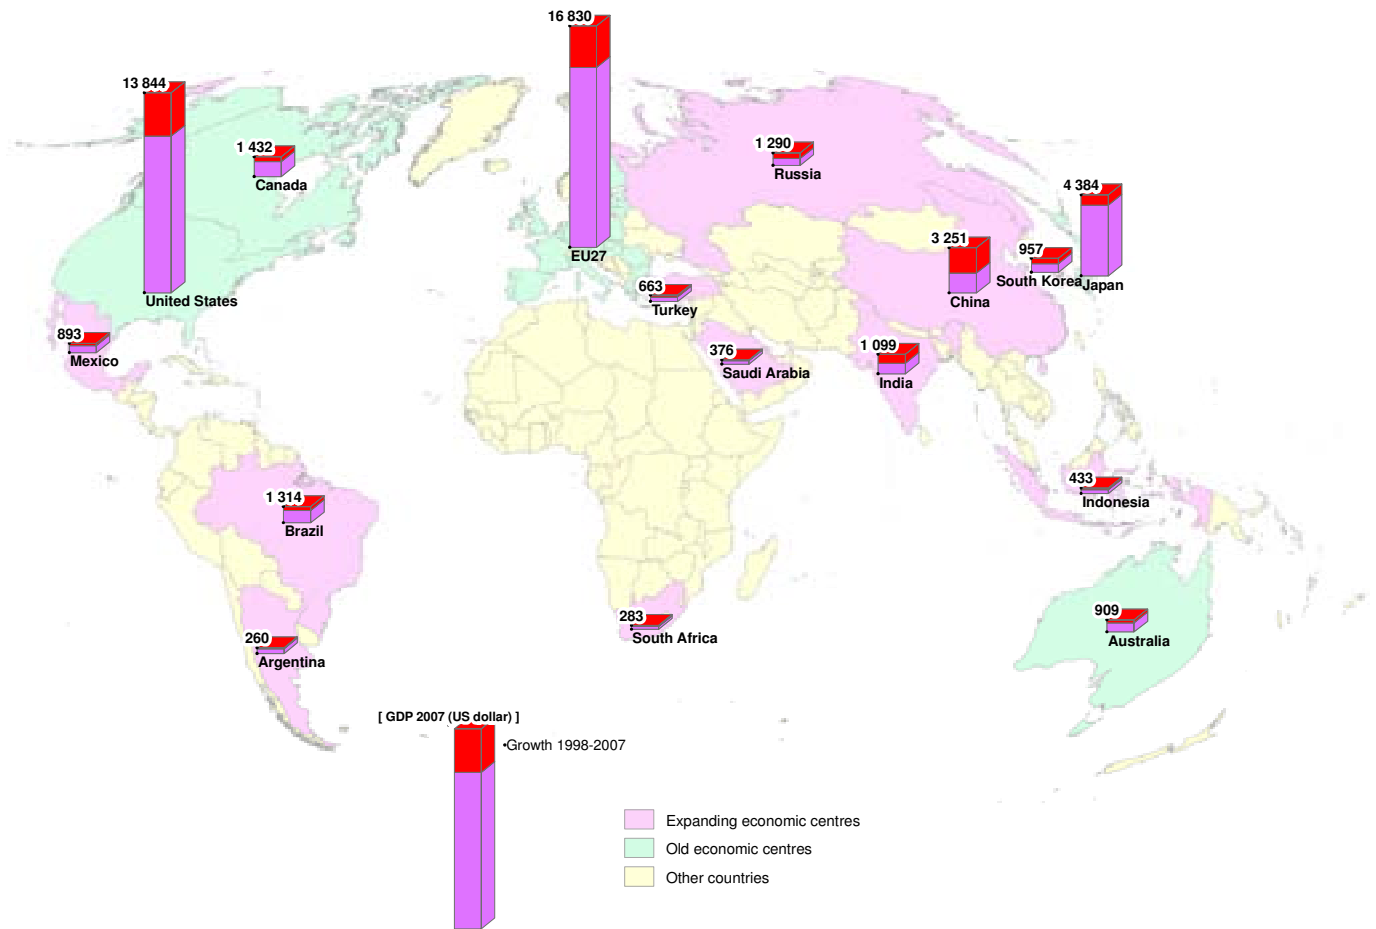 16 830
13 844
1 432
Canada
1 290
Russia
4 384
3 251
957
EU27
South Korea
Japan
663
Turkey
China
United States
893
Mexico
376
Saudi Arabia
1 099
India
433
Indonesia
1 314
Brazil
283
South Africa
909
Australia
260
Argentina
[ GDP 2007 (US dollar) ]
Growth 1998-2007
Expanding economic centres
Old economic centres
Other countries